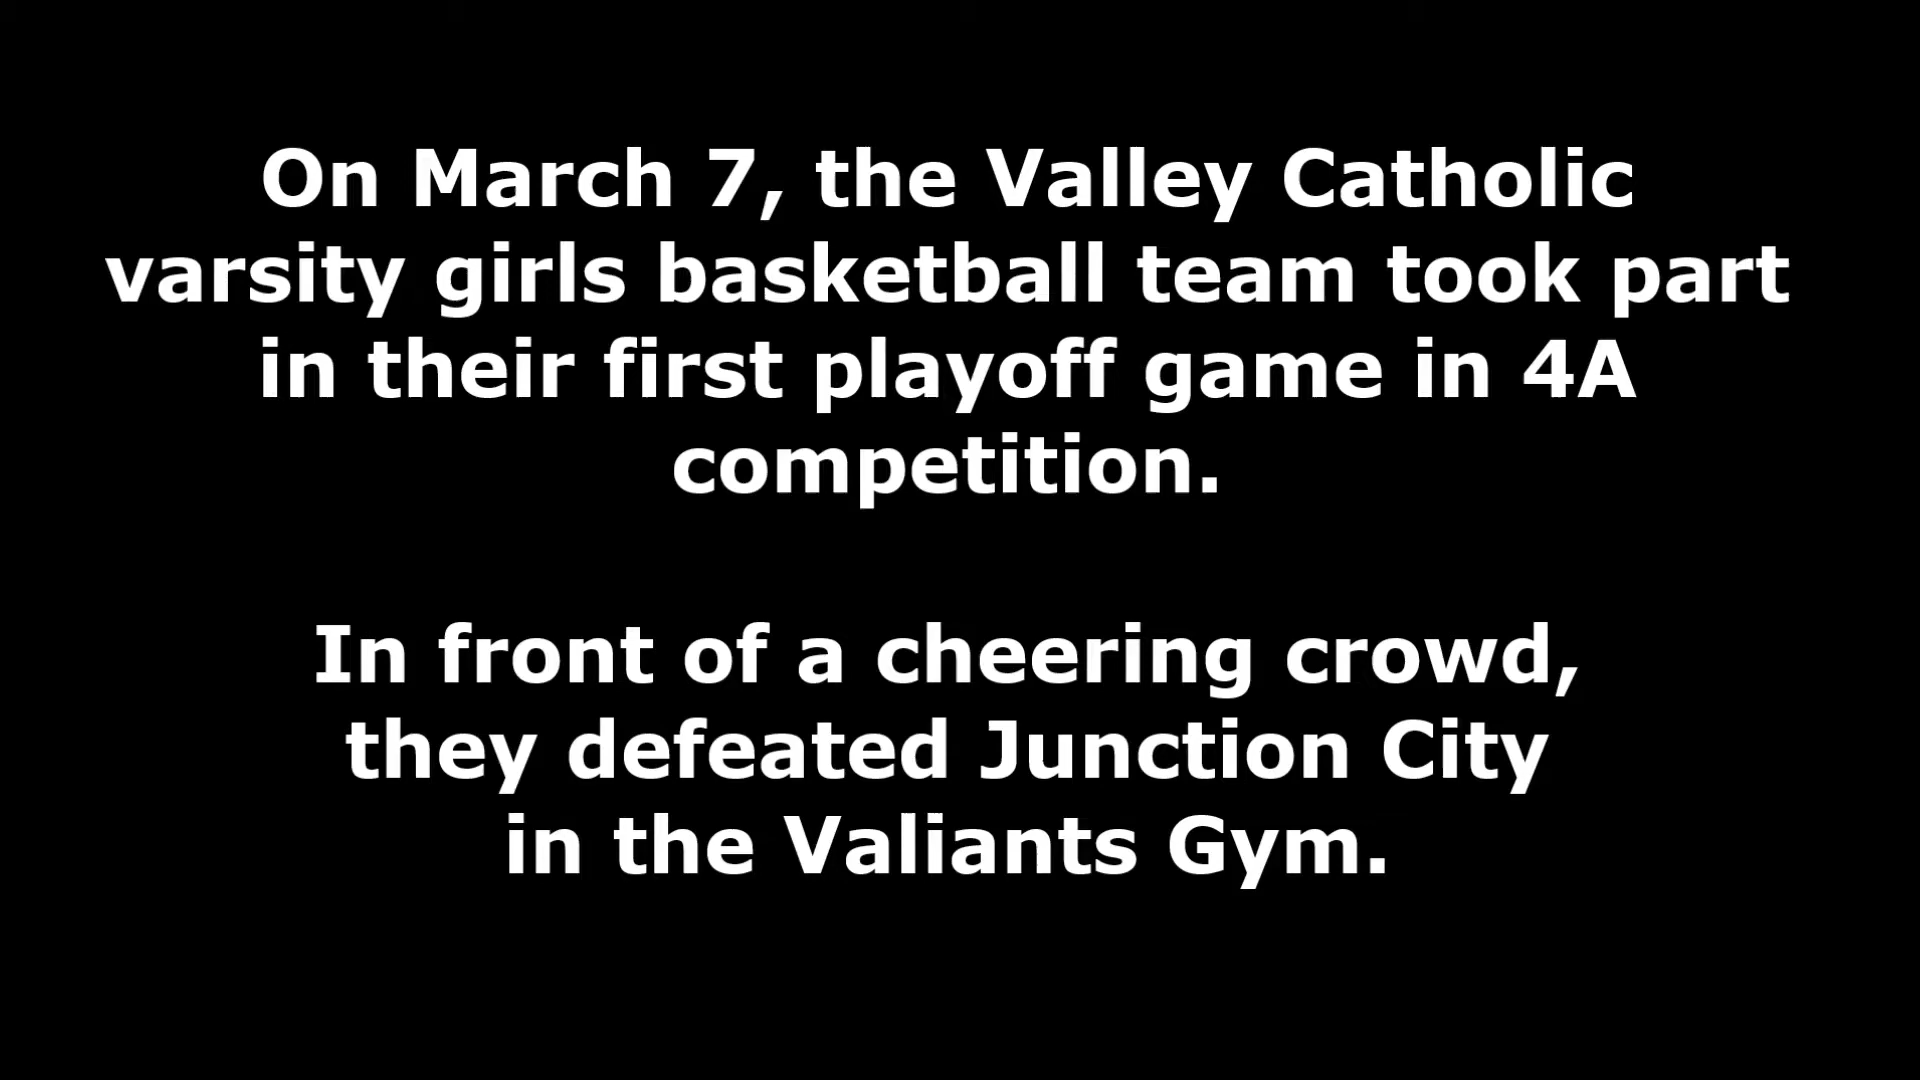 On March 7, the Valley Catholic
varsity girls basketball team took part
in their first playoff game in 4A
competition.
In front of a cheering crowd,
they defeated Junction City
in the Valiants Gym.